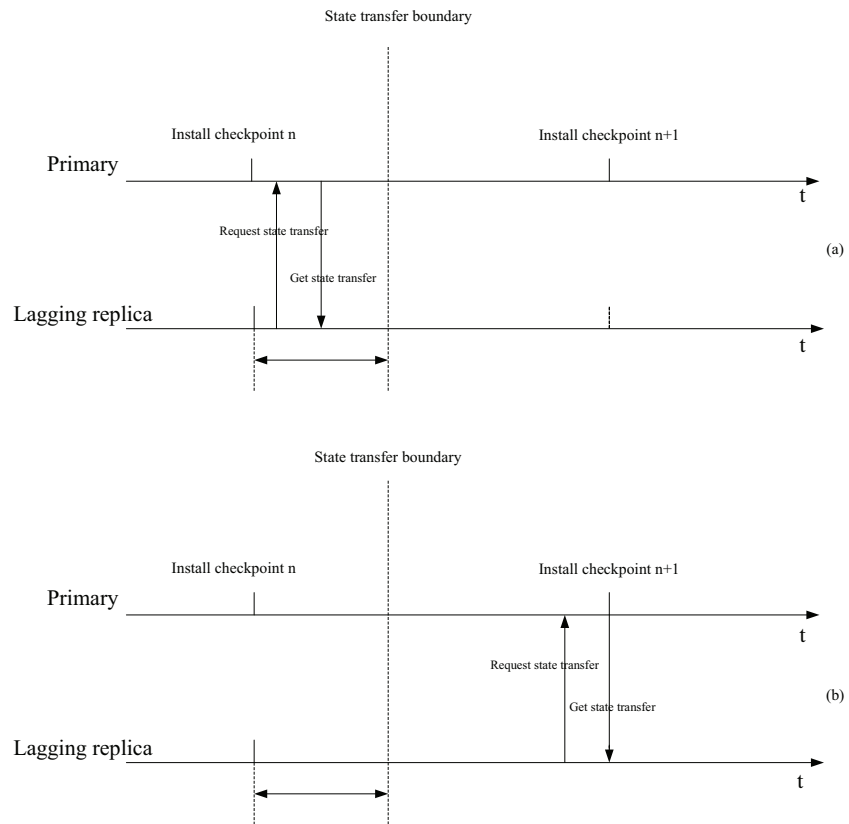 State transfer boundary
Install checkpoint n
Install checkpoint n+1
Primary
t
Request state transfer
(a)
Get state transfer
Lagging replica
t
State transfer boundary
Install checkpoint n
Install checkpoint n+1
Primary
t
Request state transfer
(b)
Get state transfer
Lagging replica
t